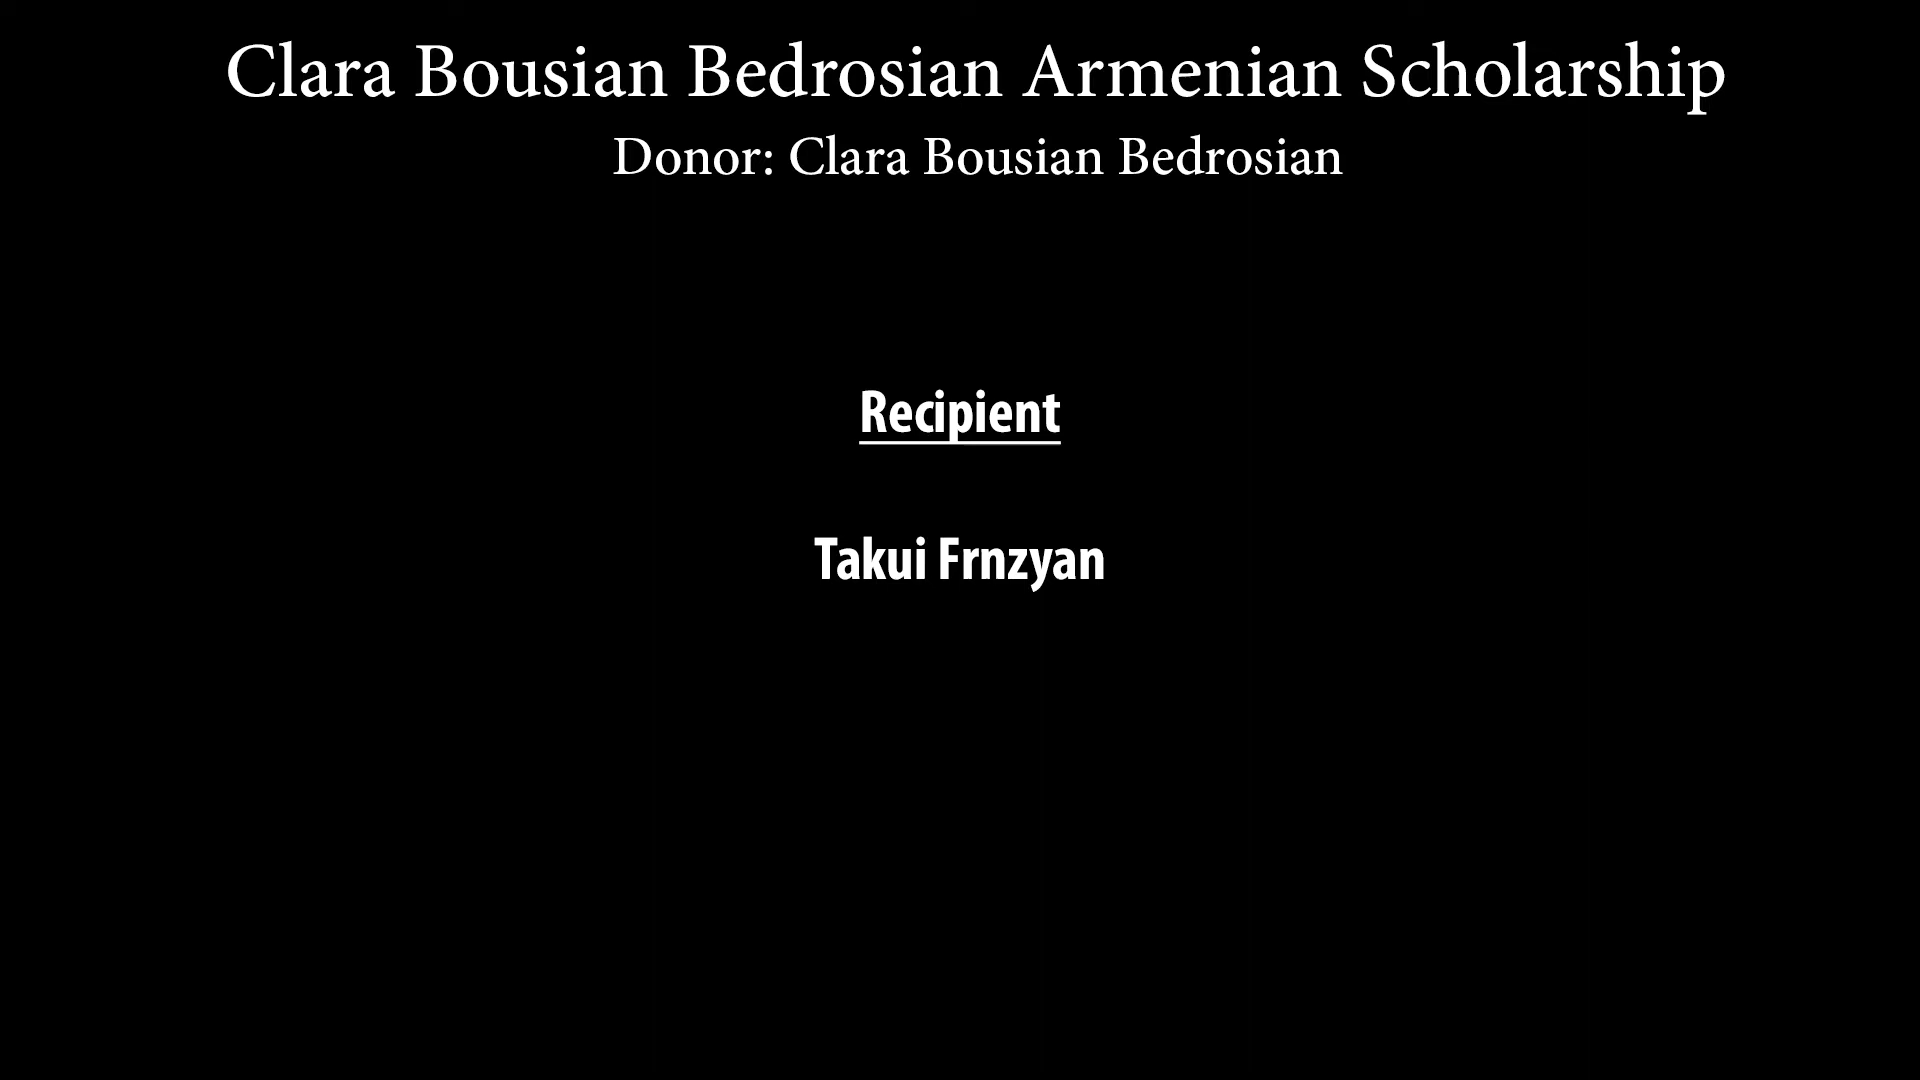 Clara Bousian Bedrosian Armenian Scholarship
Donor: Clara Bousian Bedrosian
Recipient
Takui Frnzyan